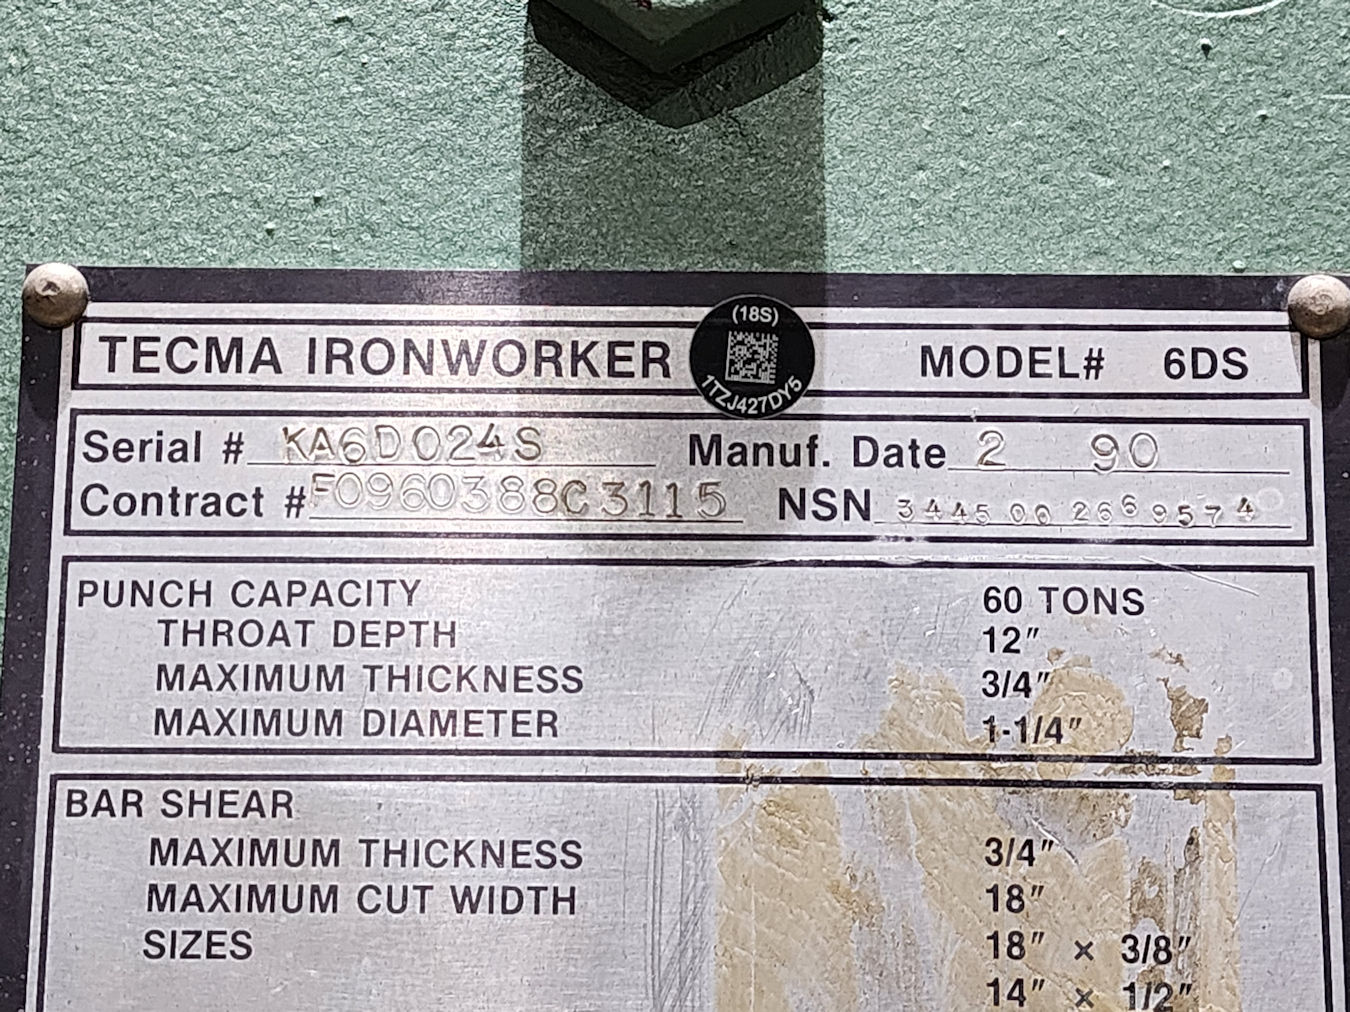 (18S)
1TZJ427DY5
TECMA IRONWORKER MODEL# 6DS
Serial # KA6D024S Manuf. Date 2 90
Contract # F0960388C3115 NSN 3445 00 266 9574
PUNCH CAPACITY 60 TONS
THROAT DEPTH 12"
MAXIMUM THICKNESS 3/4"
MAXIMUM DIAMETER 1-1/4"
BAR SHEAR
MAXIMUM THICKNESS 3/4"
MAXIMUM CUT WIDTH 18"
SIZES 18" x 3/8"
14" x 1/2"